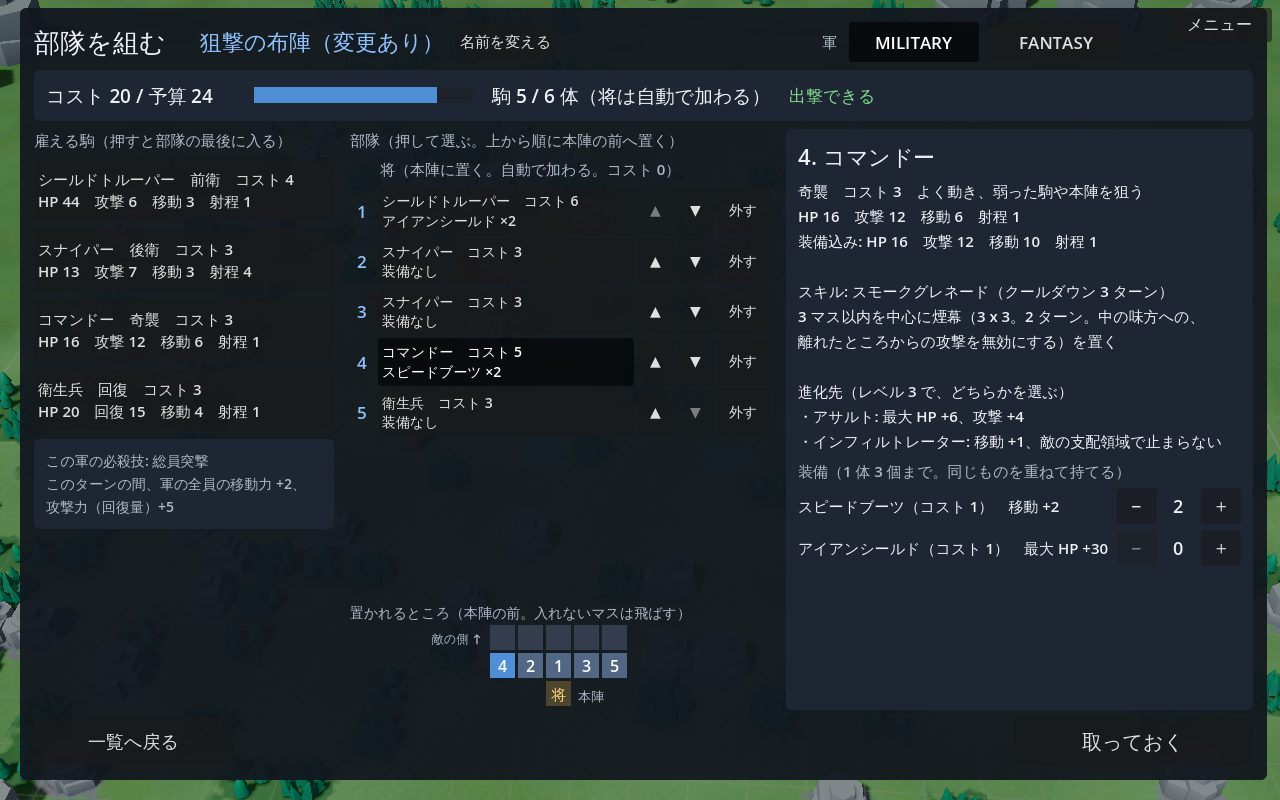 部隊を組む
狙撃の布陣（変更あり）
名前を変える
軍
MILITARY
FANTASY
メニュー
コスト 20 / 予算 24
駒 5 / 6 体（将は自動で加わる）
出撃できる
雇える駒（押すと部隊の最後に入る）
シールドトルーパー　前衛　コスト 4
HP 44　攻撃 6　移動 3　射程 1
スナイパー　後衛　コスト 3
HP 13　攻撃 7　移動 3　射程 4
コマンドー　奇襲　コスト 3
HP 16　攻撃 12　移動 6　射程 1
衛生兵　回復　コスト 3
HP 20　回復 15　移動 4　射程 1
この軍の必殺技: 総員突撃
このターンの間、軍の全員の移動力 +2、
攻撃力（回復量）+5
部隊（押して選ぶ。上から順に本陣の前へ置く）
将（本陣に置く。自動で加わる。コスト 0）
1
シールドトルーパー　コスト 6
アイアンシールド ×2
▲
▼
外す
2
スナイパー　コスト 3
装備なし
▲
▼
外す
3
スナイパー　コスト 3
装備なし
▲
▼
外す
4
コマンドー　コスト 5
スピードブーツ ×2
▲
▼
外す
5
衛生兵　コスト 3
装備なし
▲
▼
外す
置かれるところ（本陣の前。入れないマスは飛ばす）
敵の側 ↑
4 2 1 3 5
将 本陣
4. コマンドー
奇襲　コスト 3　よく動き、弱った駒や本陣を狙う
HP 16　攻撃 12　移動 6　射程 1
装備込み: HP 16　攻撃 12　移動 10　射程 1
スキル: スモークグレネード（クールダウン 3 ターン）
3 マス以内を中心に煙幕（3 x 3。2 ターン。中の味方への、
離れたところからの攻撃を無効にする）を置く
進化先（レベル 3 で、どちらかを選ぶ）
・アサルト: 最大 HP +6、攻撃 +4
・インフィルトレーター: 移動 +1、敵の支配領域で止まらない
装備（1 体 3 個まで。同じものを重ねて持てる）
スピードブーツ（コスト 1）　移動 +2
−
2
+
アイアンシールド（コスト 1）　最大 HP +30
−
0
+
一覧へ戻る
取っておく